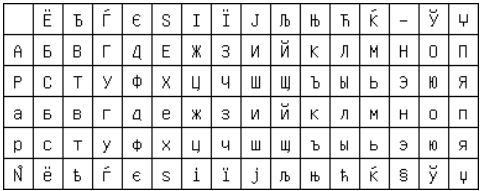 Ё Ђ Ѓ Є Ѕ І Ї Ј Љ Њ Ћ Ќ – Ў Џ
А Б В Г Д Е Ж З И Й К Л М Н О П
Р С Т У Ф Х Ц Ч Ш Щ Ъ Ы Ь Э Ю Я
а б в г д е ж з и й к л м н о п
р с т у ф х ц ч ш щ ъ ы ь э ю я
№ ё ђ ѓ є ѕ і ї ј љ њ ћ ќ § ў џ